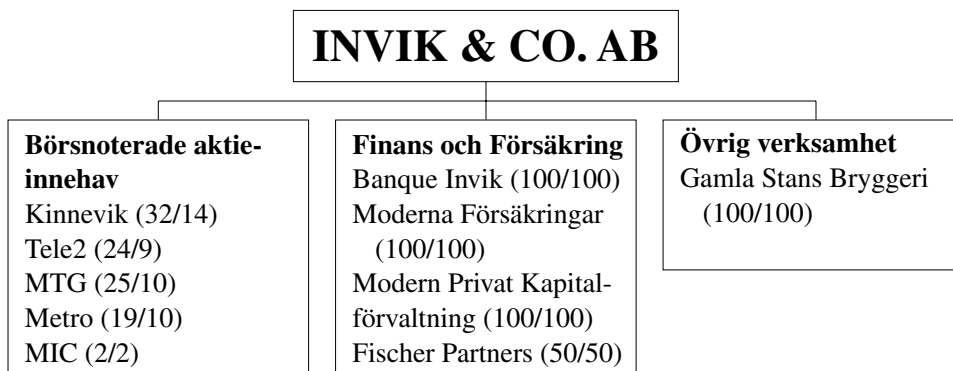 INVIK & CO. AB
Börsnoterade aktie-
innehav
Kinnevik (32/14)
Tele2 (24/9)
MTG (25/10)
Metro (19/10)
MIC (2/2)
Finans och Försäkring
Banque Invik (100/100)
Moderna Försäkringar
(100/100)
Modern Privat Kapital-
förvaltning (100/100)
Fischer Partners (50/50)
Övrig verksamhet
Gamla Stans Bryggeri
(100/100)